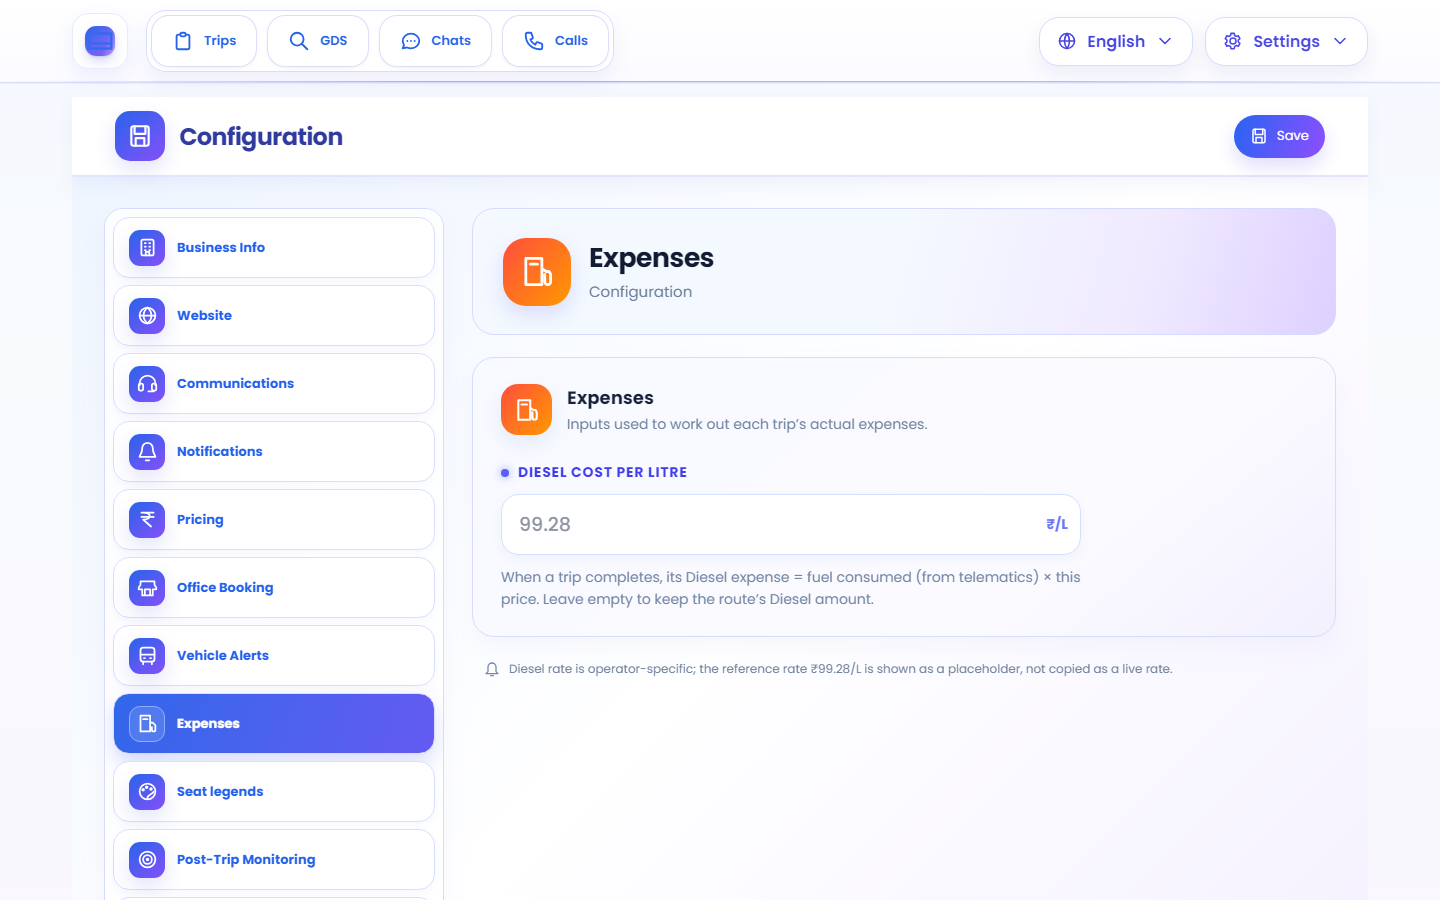 Trips
GDS
Chats
Calls
English
Settings
Configuration
Save
Business Info
Website
Communications
Notifications
Pricing
Office Booking
Vehicle Alerts
Expenses
Seat legends
Post-Trip Monitoring
Expenses
Configuration
Expenses
Inputs used to work out each trip’s actual expenses.
DIESEL COST PER LITRE
99.28
₹/L
When a trip completes, its Diesel expense = fuel consumed (from telematics) × this
price. Leave empty to keep the route’s Diesel amount.
Diesel rate is operator-specific; the reference rate ₹99.28/L is shown as a placeholder, not copied as a live rate.